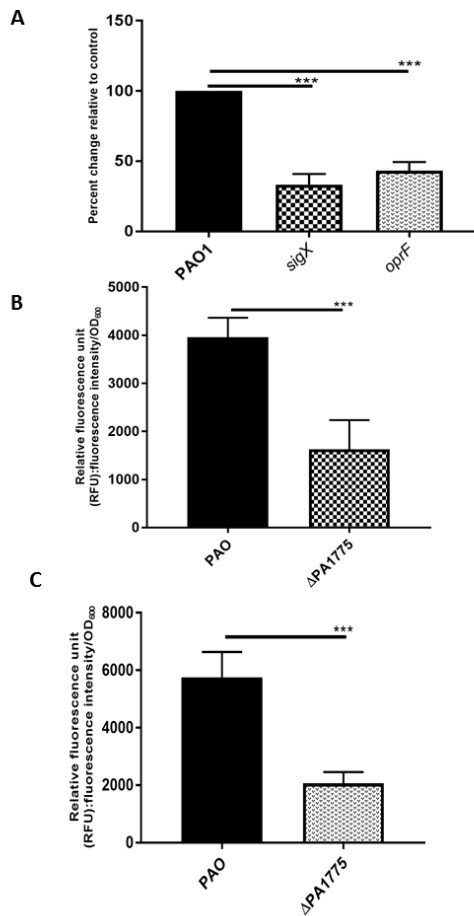 A
Percent change relative to control
150
100
50
0
***
***
PAO1
sigX
oprF
B
Relative fluorescence unit
(RFU):fluorescence intensity/OD₆₀₀
5000
4000
3000
2000
1000
0
***
PAO
ΔPA1775
C
Relative fluorescence unit
(RFU):fluorescence intensity/OD₆₀₀
8000
6000
4000
2000
0
***
PAO
ΔPA1775